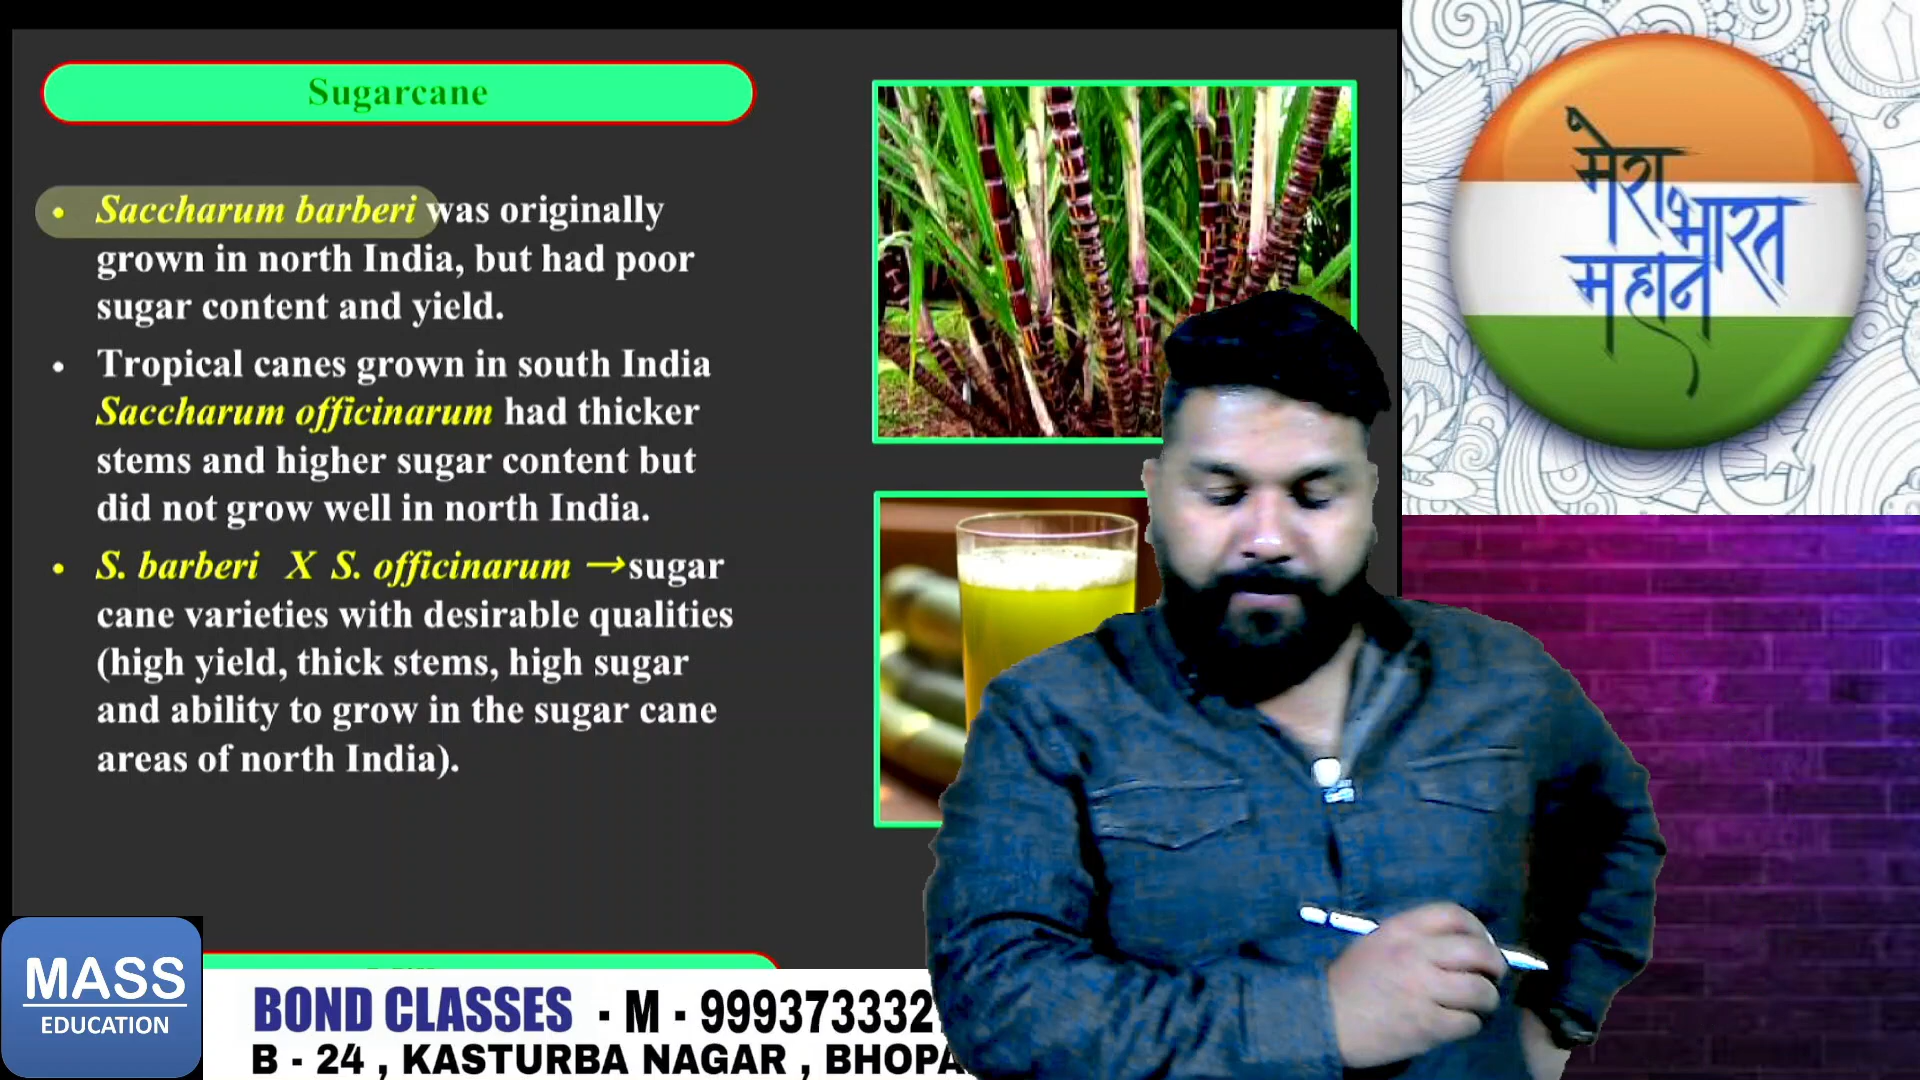 Sugarcane
• Saccharum barberi was originally
grown in north India, but had poor
sugar content and yield.
• Tropical canes grown in south India
Saccharum officinarum had thicker
stems and higher sugar content but
did not grow well in north India.
• S. barberi X S. officinarum →sugar
cane varieties with desirable qualities
(high yield, thick stems, high sugar
and ability to grow in the sugar cane
areas of north India).
मेरा
भारत
महान
MASS
EDUCATION
BOND CLASSES - M - 999373332
B - 24 , KASTURBA NAGAR , BHOPA